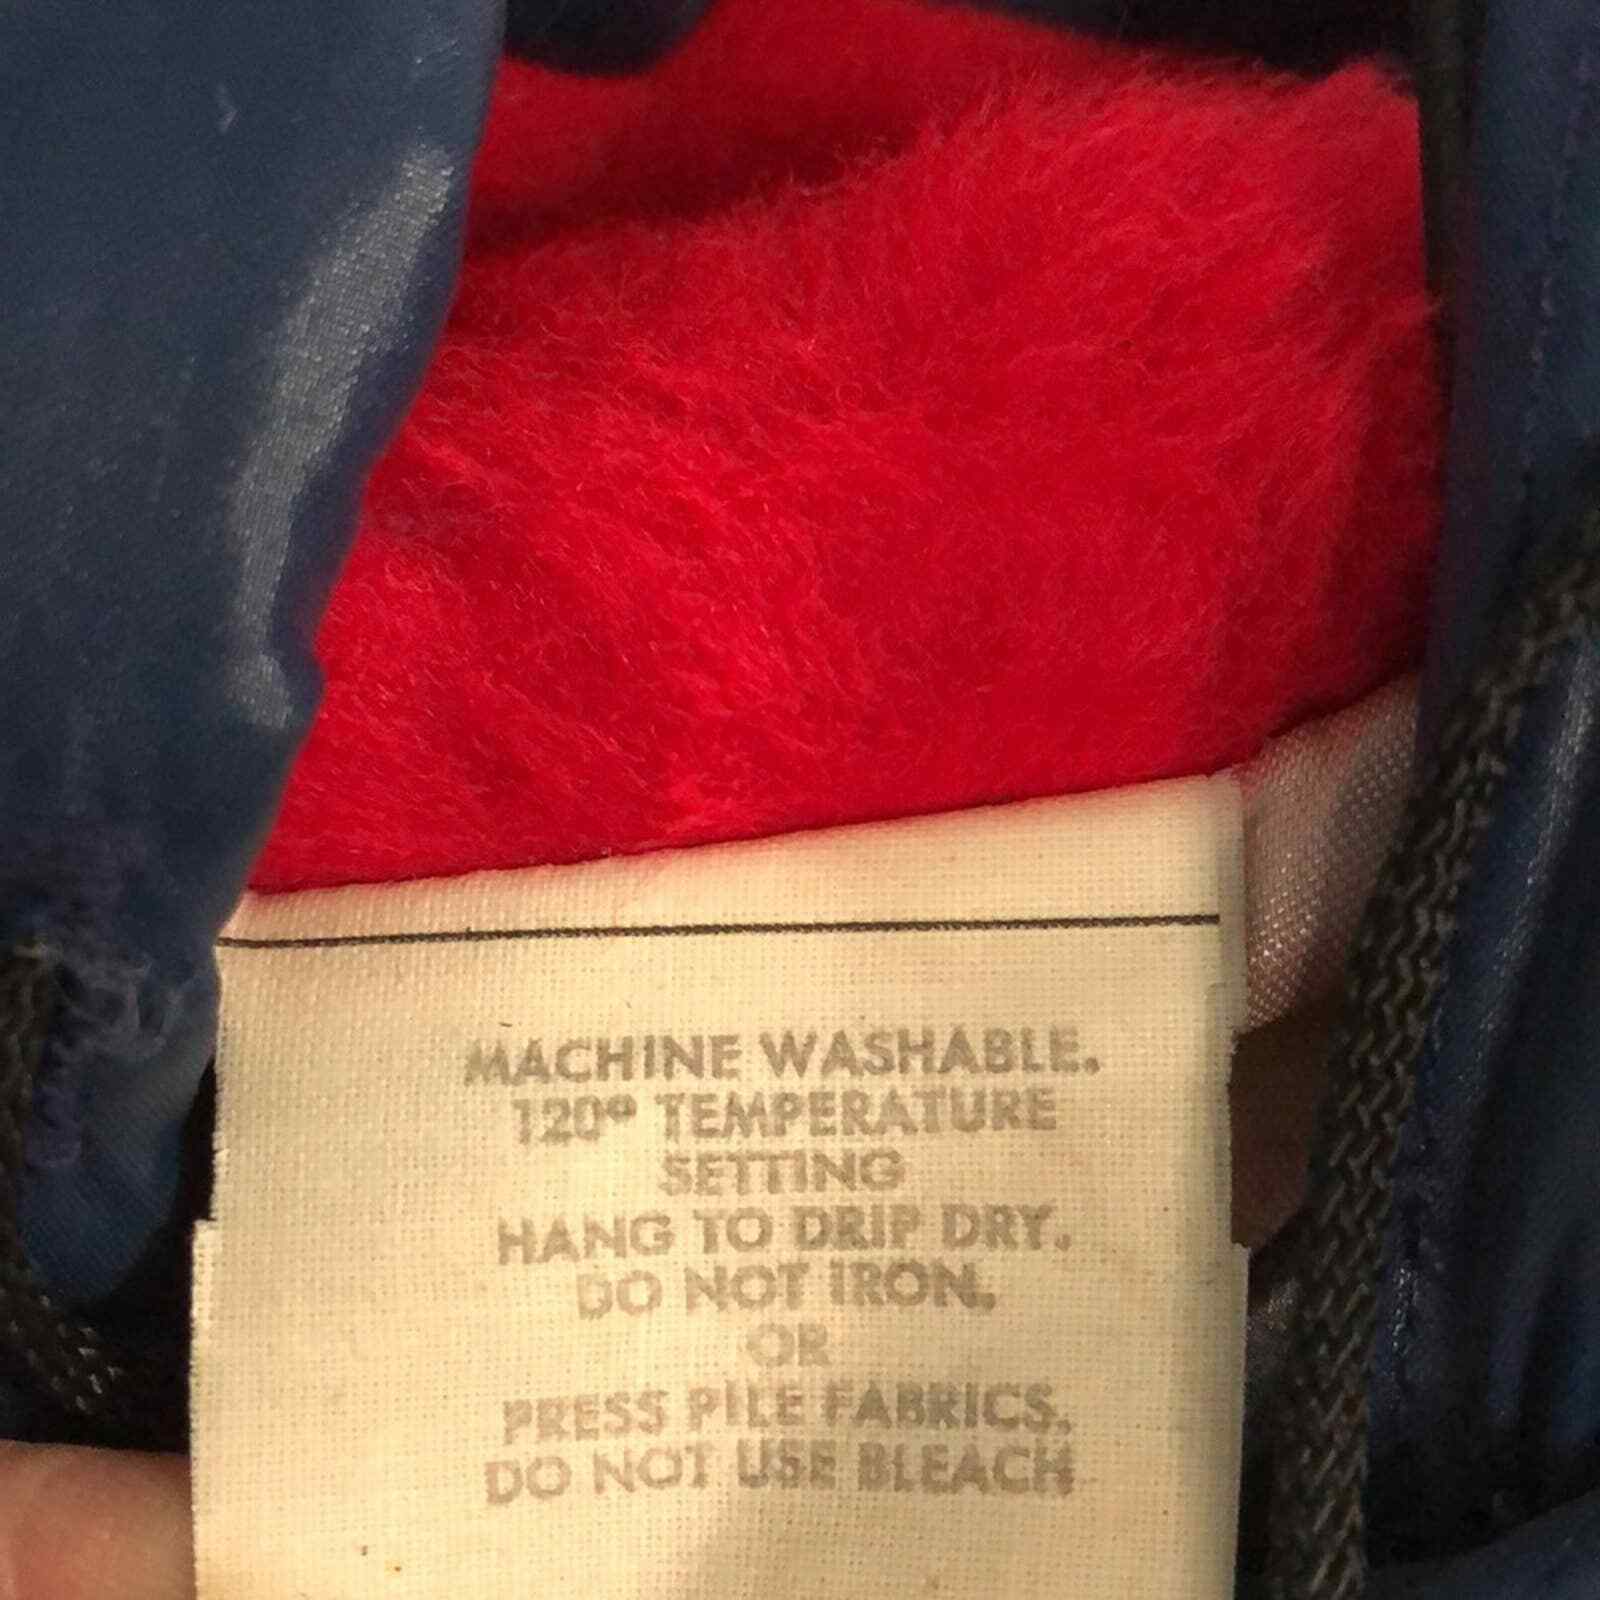 MACHINE WASHABLE.
120° TEMPERATURE
SETTING
HANG TO DRIP DRY.
DO NOT IRON.
OR
PRESS PILE FABRICS.
DO NOT USE BLEACH